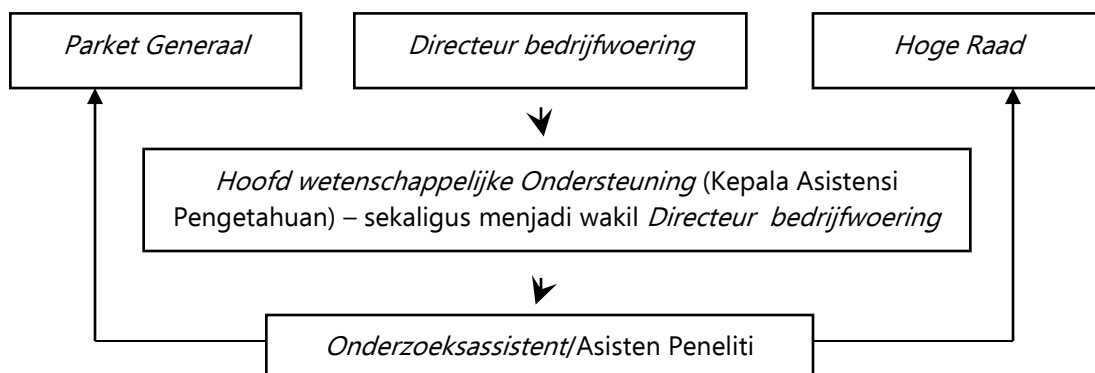 Parket Generaal
Directeur bedrijfwoering
Hoge Raad
Hoofd wetenschappelijke Ondersteuning (Kepala Asistensi
Pengetahuan) – sekaligus menjadi wakil Directeur bedrijfwoering
Onderzoeksassistent/Asisten Peneliti